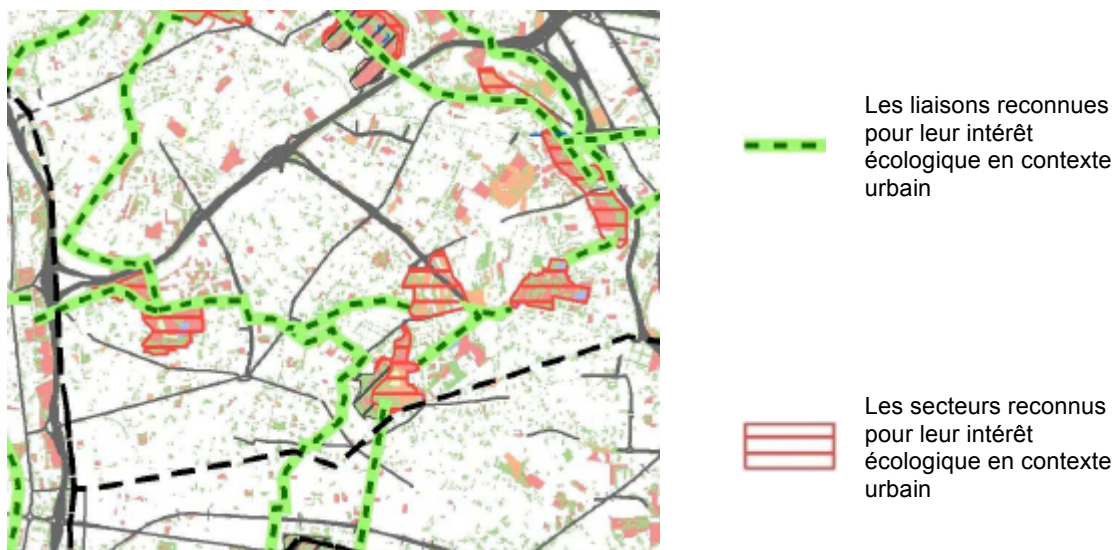 Les liaisons reconnues
pour leur intérêt
écologique en contexte
urbain
Les secteurs reconnus
pour leur intérêt
écologique en contexte
urbain